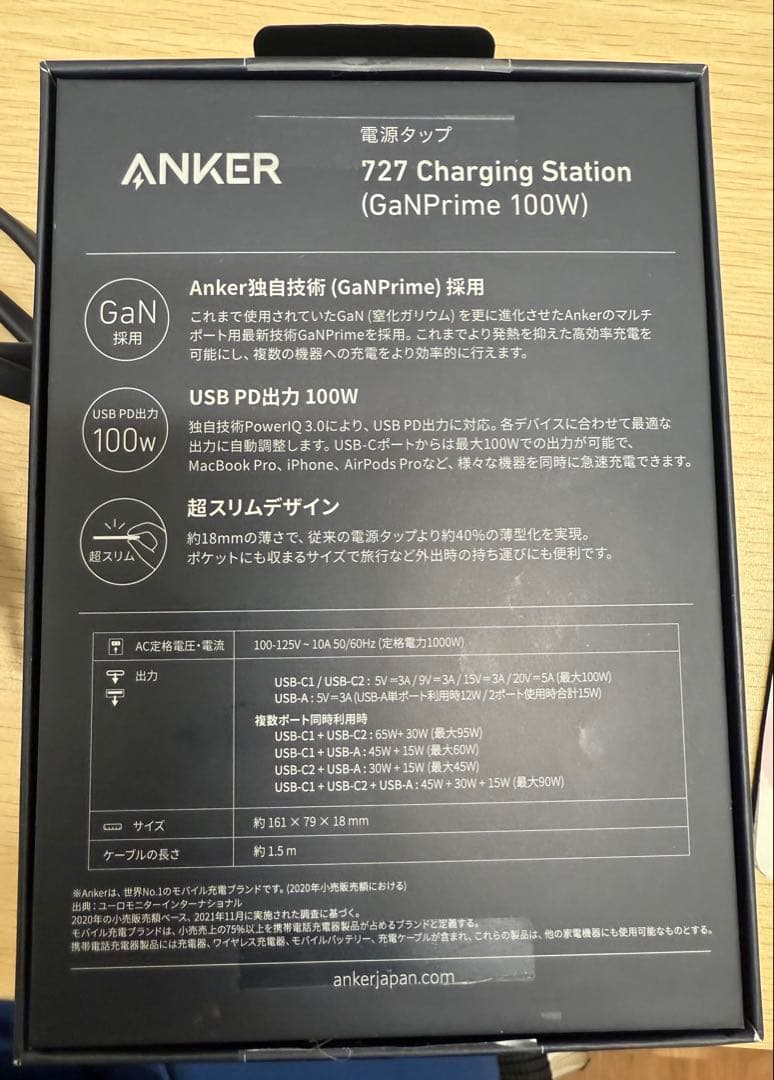 電源タップ
ANKER
727 Charging Station
(GaNPrime 100W)
GaN
採用
Anker独自技術 (GaNPrime) 採用
これまで使用されていたGaN (窒化ガリウム) を更に進化させたAnkerのマルチ
ポート用最新技術GaNPrimeを採用。これまでより発熱を抑えた高効率充電を
可能にし、複数の機器への充電をより効率的に行えます。
USB PD出力
100w
USB PD出力 100W
独自技術PowerIQ 3.0により、USB PD出力に対応。各デバイスに合わせて最適な
出力に自動調整します。USB-Cポートからは最大100Wでの出力が可能で、
MacBook Pro、iPhone、AirPods Proなど、様々な機器を同時に急速充電できます。
超スリム
超スリムデザイン
約18mmの薄さで、従来の電源タップより約40%の薄型化を実現。
ポケットにも収まるサイズで旅行など外出時の持ち運びにも便利です。
AC定格電圧・電流
100-125V ~ 10A 50/60Hz (定格電力1000W)
出力
USB-C1 / USB-C2 : 5V⎓3A / 9V⎓3A / 15V⎓3A / 20V⎓5A (最大100W)
USB-A : 5V⎓3A (USB-A単ポート利用時12W / 2ポート使用時合計15W)
複数ポート同時利用時
USB-C1 + USB-C2 : 65W+ 30W (最大95W)
USB-C1 + USB-A : 45W + 15W (最大60W)
USB-C2 + USB-A : 30W + 15W (最大45W)
USB-C1 + USB-C2 + USB-A : 45W + 30W + 15W (最大90W)
サイズ
約 161 × 79 × 18 mm
ケーブルの長さ
約 1.5 m
※Ankerは、世界No.1のモバイル充電ブランドです。(2020年小売販売額における)
出典 : ユーロモニターインターナショナル
2020年の小売販売額ベース、2021年11月に実施された調査に基づく。
モバイル充電ブランドは、小売売上の75%以上を携帯電話充電器製品が占めるブランドと定義する。
携帯電話充電器製品には充電器、ワイヤレス充電器、モバイルバッテリー、充電ケーブルが含まれ、これらの製品は、他の家電機器にも使用可能なものとする。
ankerjapan.com